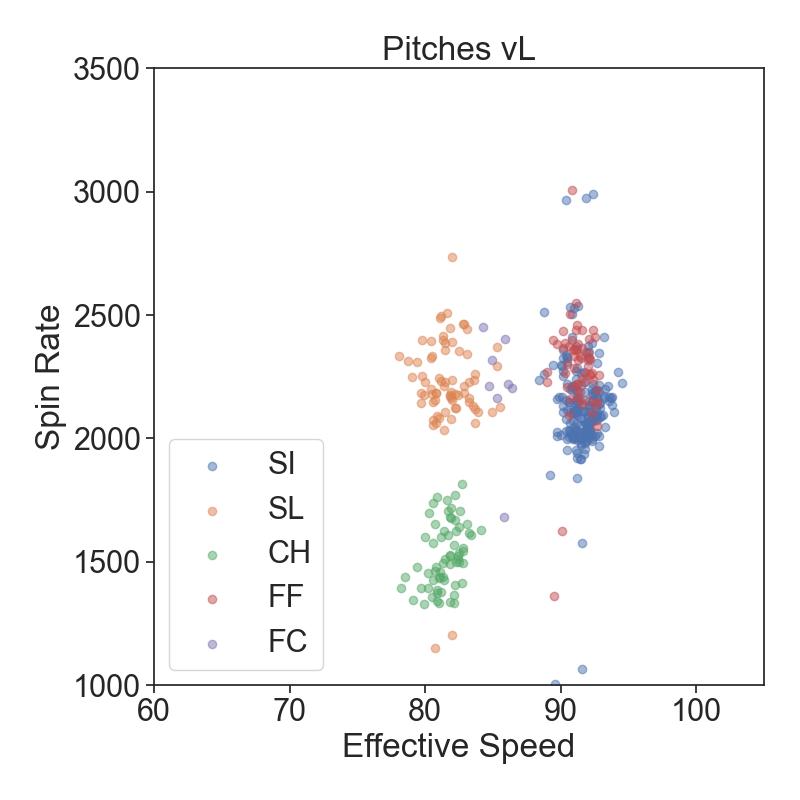 Pitches vL
3500
3000
2500
2000
1500
1000
Spin Rate
SI
SL
CH
FF
FC
60 70 80 90 100
Effective Speed